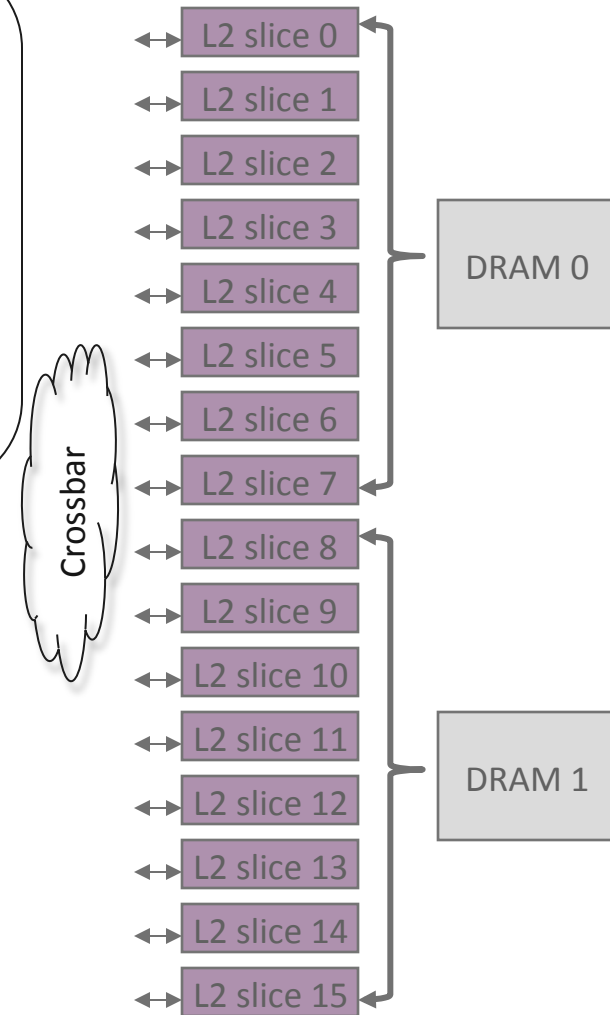 L2 slice 0
L2 slice 1
L2 slice 2
L2 slice 3
DRAM 0
L2 slice 4
L2 slice 5
L2 slice 6
L2 slice 7
Crossbar
L2 slice 8
L2 slice 9
L2 slice 10
L2 slice 11
DRAM 1
L2 slice 12
L2 slice 13
L2 slice 14
L2 slice 15